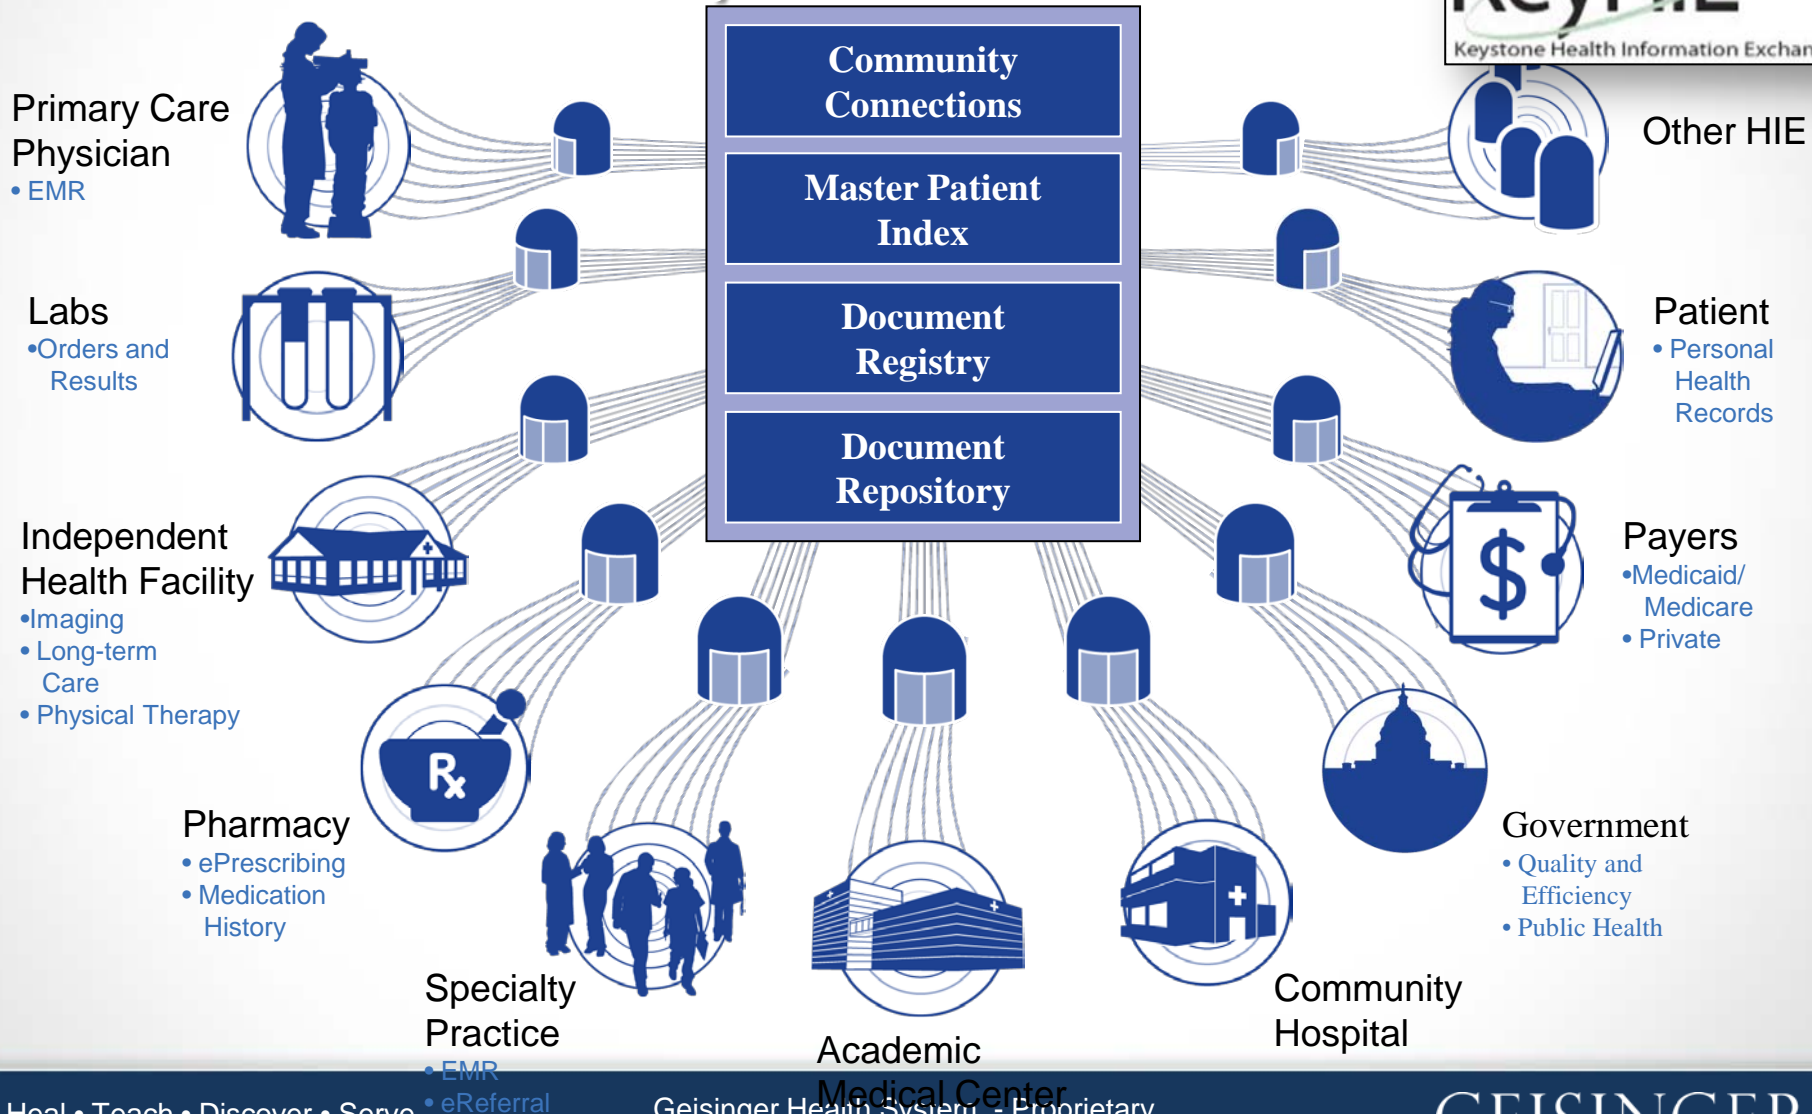 Keystone Health Information
Community
Connections
Master Patient
Index
Document
Registry
Document
Repository
Primary Care
Physician
• EMR
Labs
•Orders and
Results
Independent
Health Facility
•Imaging
• Long-term
Care
• Physical Therapy
Rx
Pharmacy
• ePrescribing
• Medication
History
Specialty
Practice
• EMR
• eReferral
Academic
Medical Center
Community
Hospital
Government
• Quality and
Efficiency
• Public Health
$
Payers
•Medicaid/
Medicare
• Private
Patient
• Personal
Health
Records
Other HIE
Heal • Teach • Discover • Serve
Geisinger Health System - Proprietary
GEISINGER